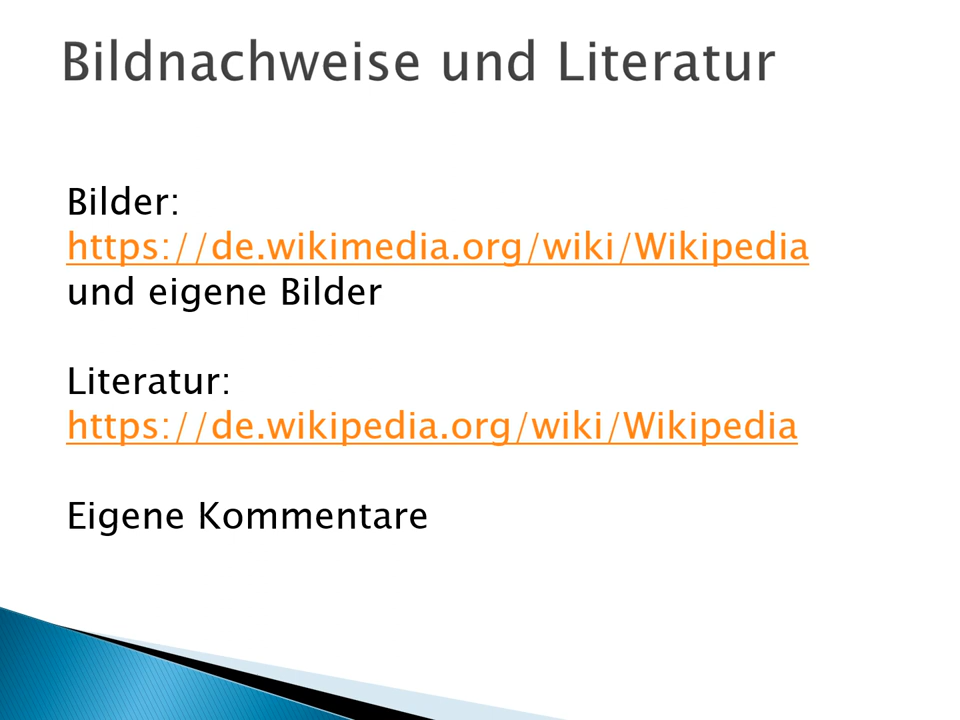 Bildnachweise und Literatur
Bilder:
https://de.wikimedia.org/wiki/Wikipedia
und eigene Bilder
Literatur:
https://de.wikipedia.org/wiki/Wikipedia
Eigene Kommentare